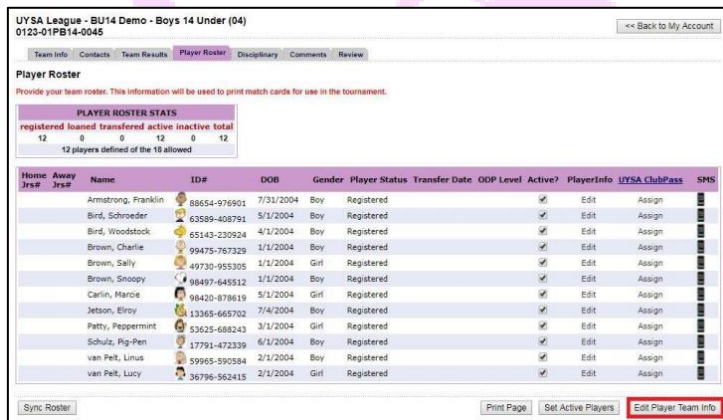 UYSA League - BU14 Demo - Boys 14 Under (04)
0123-01PB14-0045
<< Back to My Account
Team Info Contacts Team Results Player Roster Disciplinary Comments Review
Player Roster
Provide your team roster. This information will be used to print match cards for use in the tournament.
PLAYER ROSTER STATS
registered loaned transfered active inactive total
12 0 0 12 0 12
12 players defined of the 18 allowed
Home Jrs# Away Jrs# Name ID# DOB Gender Player Status Transfer Date ODP Level Active? PlayerInfo UYSA ClubPass SMS
Armstrong, Franklin 88654-976901 7/31/2004 Boy Registered Edit Assign
Bird, Schroeder 63589-408791 5/1/2004 Boy Registered Edit Assign
Bird, Woodstock 65143-230924 4/1/2004 Boy Registered Edit Assign
Brown, Charlie 99475-767329 1/1/2004 Boy Registered Edit Assign
Brown, Sally 49730-955305 1/1/2004 Girl Registered Edit Assign
Brown, Snoopy 98497-645512 1/1/2004 Boy Registered Edit Assign
Carlin, Marcie 98420-878619 5/1/2004 Girl Registered Edit Assign
Jetson, Elroy 13365-665702 7/4/2004 Boy Registered Edit Assign
Patty, Peppermint 53625-688243 3/1/2004 Girl Registered Edit Assign
Schulz, Pig-Pen 17791-472339 6/1/2004 Boy Registered Edit Assign
van Pelt, Linus 59965-590584 2/1/2004 Boy Registered Edit Assign
van Pelt, Lucy 36796-562415 2/1/2004 Girl Registered Edit Assign
Sync Roster Print Page Set Active Players Edit Player Team Info